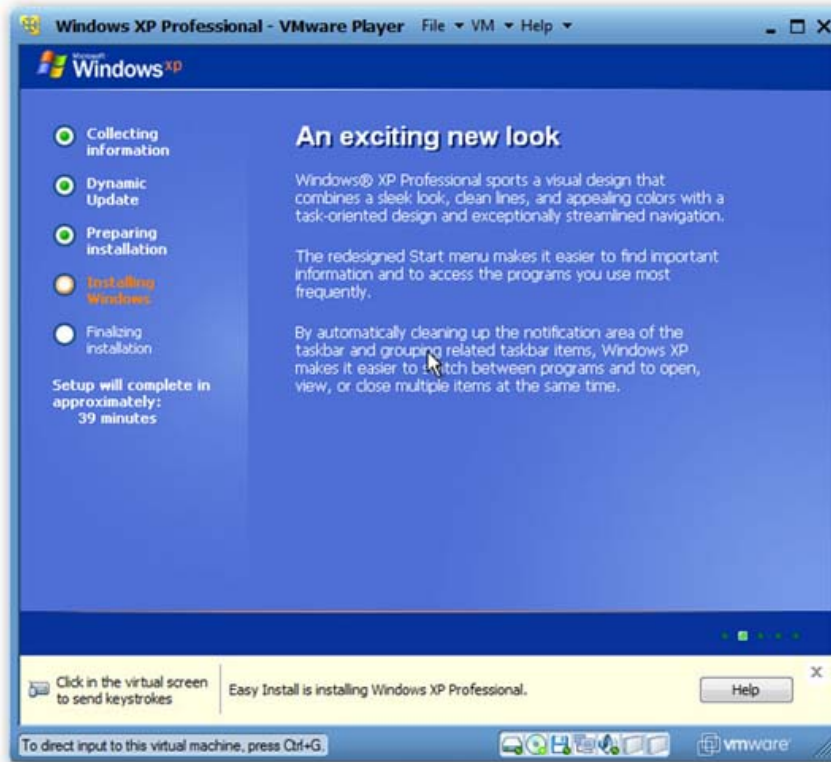 Windows XP Professional - VMware Player File VM Help
Microsoft
Windows xp
Collecting
information
Dynamic
Update
Preparing
installation
Installing
Windows
Finalizing
installation
Setup will complete in
approximately:
39 minutes
An exciting new look
Windows® XP Professional sports a visual design that
combines a sleek look, clean lines, and appealing colors with a
task-oriented design and exceptionally streamlined navigation.
The redesigned Start menu makes it easier to find important
information and to access the programs you use most
frequently.
By automatically cleaning up the notification area of the
taskbar and grouping related taskbar items, Windows XP
makes it easier to switch between programs and to open,
view, or close multiple items at the same time.
Click in the virtual screen
to send keystrokes
Easy Install is installing Windows XP Professional.
Help
To direct input to this virtual machine, press Ctrl+G.
vmware